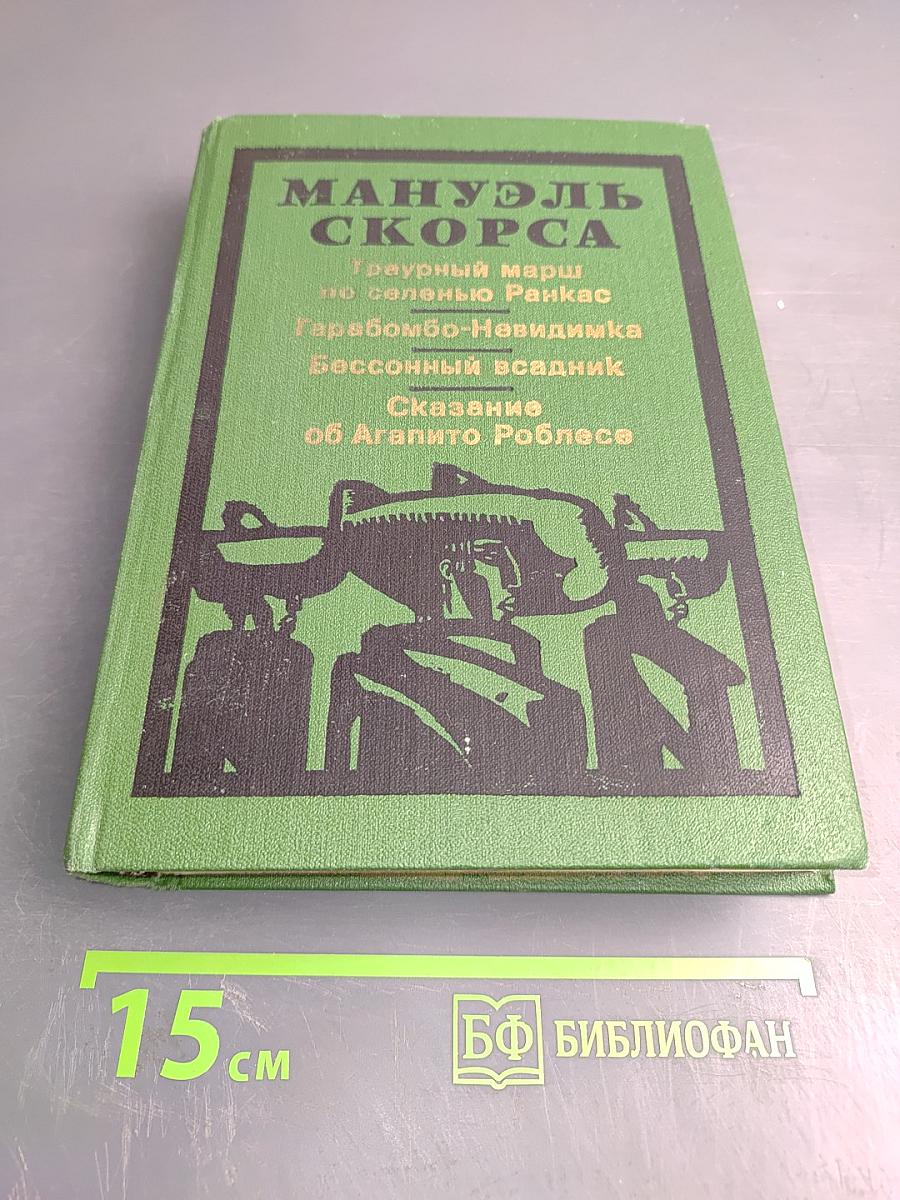 МАНУЭЛЬ
СКОРСА
Траурный марш
по селенью Ранкас
Гарабомбо-Невидимка
Бессонный всадник
Сказание
об Агапито Роблесе
15 см
БФ БИБЛИОФАН